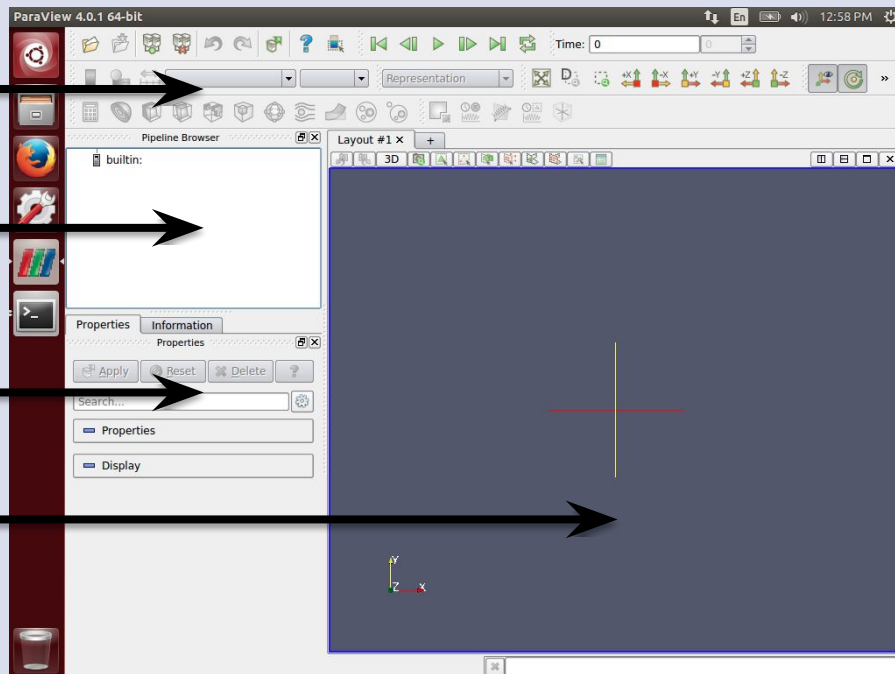 ParaView 4.0.1 64-bit
En
12:58 PM
Time: 0
0
Representation
+X
-X
+Y
-Y
+Z
-Z
»
Pipeline Browser
Layout #1
+
builtin:
3D
Properties
Information
Properties
Apply
Reset
Delete
?
Search...
Properties
Display
Y
Z
X